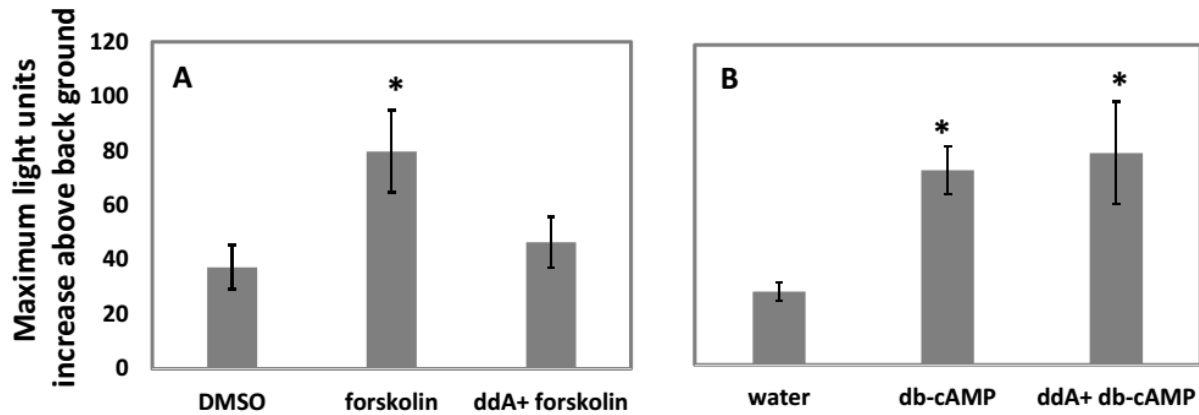 Maximum light units
increase above back ground
120
100
80
60
40
20
0
A
*
DMSO
forskolin
ddA+ forskolin
B
*
*
water
db-cAMP
ddA+ db-cAMP